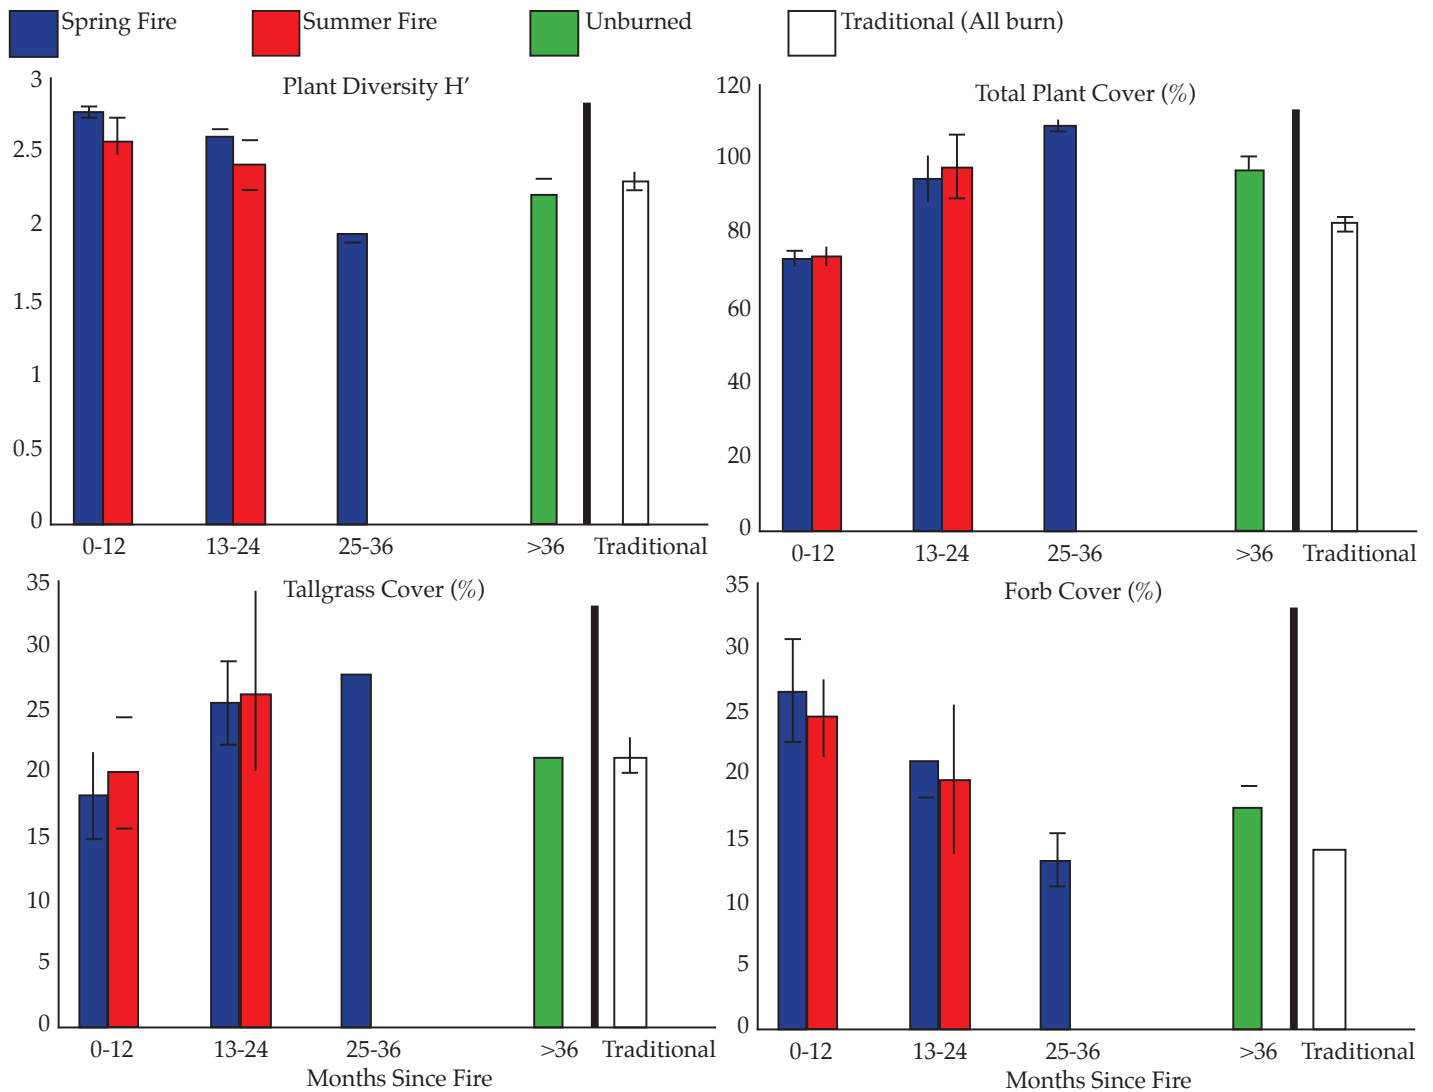 Spring Fire Summer Fire Unburned Traditional (All burn)
Plant Diversity H′
3
2.5
2
1.5
1
0.5
0
0-12 13-24 25-36 >36 Traditional
Total Plant Cover (%)
120
100
80
60
40
20
0
0-12 13-24 25-36 >36 Traditional
Tallgrass Cover (%)
35
30
25
20
15
10
5
0
0-12 13-24 25-36 >36 Traditional
Months Since Fire
Forb Cover (%)
35
30
25
20
15
10
5
0
0-12 13-24 25-36 >36 Traditional
Months Since Fire